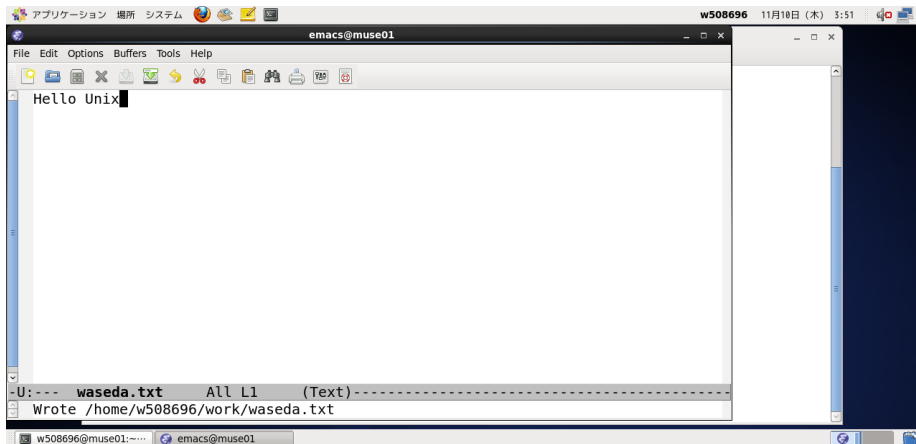 アプリケーション 場所 システム w508696 11月10日 (木) 3:51
emacs@muse01
File Edit Options Buffers Tools Help
Hello Unix
-U:--- waseda.txt All L1 (Text)--------------------------------------------
Wrote /home/w508696/work/waseda.txt
w508696@muse01:~… emacs@muse01